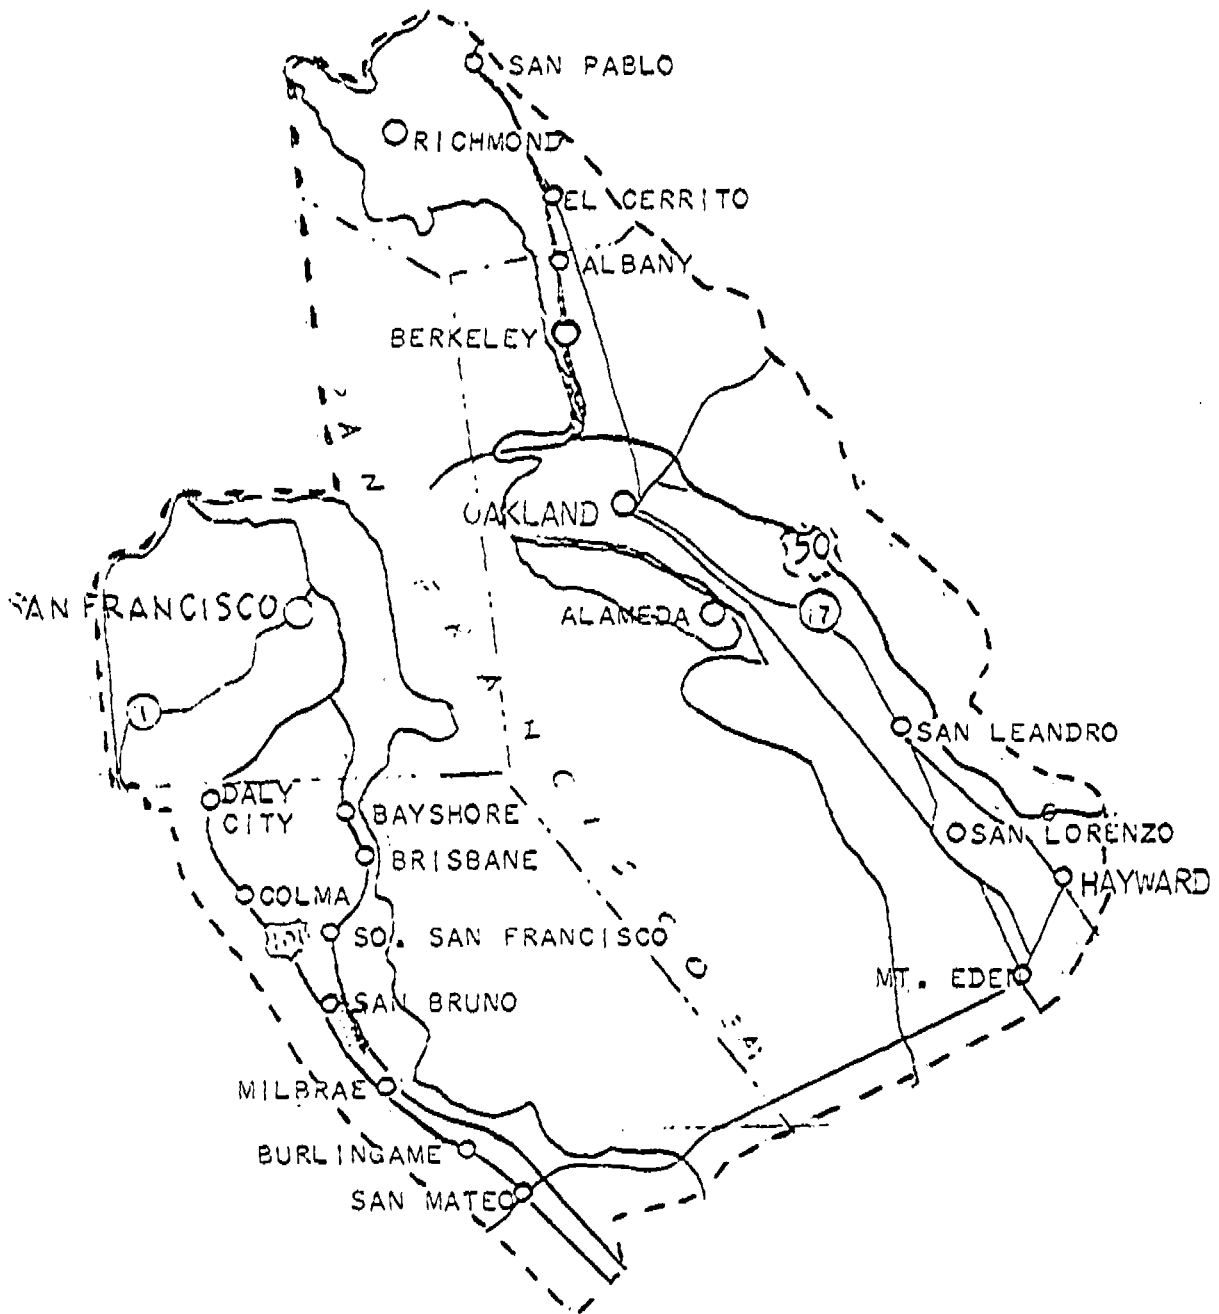 SAN PABLO
RICHMOND
EL CERRITO
ALBANY
BERKELEY
OAKLAND
50
SAN FRANCISCO
ALAMEDA
17
1
SAN LEANDRO
DALY
CITY
BAYSHORE
SAN LORENZO
BRISBANE
HAYWARD
COLMA
101
SO. SAN FRANCISCO
MT. EDEN
SAN BRUNO
MILBRAE
BURLINGAME
SAN MATEO